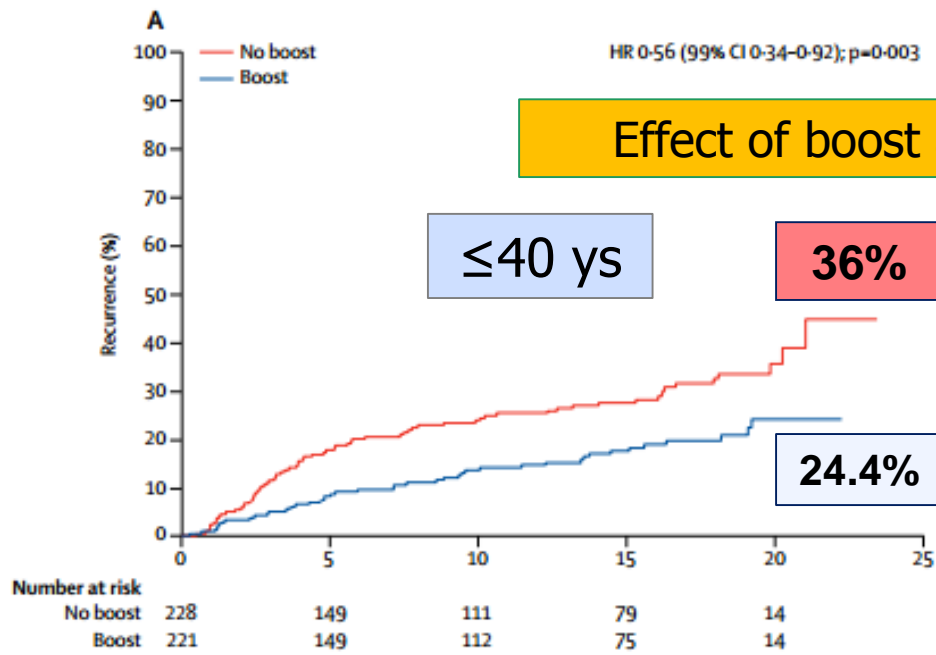 A
No boost
Boost
HR 0·56 (99% CI 0·34–0·92); p=0·003
Effect of boost
≤40 ys
36%
24.4%
Recurrence (%)
100
90
80
70
60
50
40
30
20
10
0
0 5 10 15 20 25
Number at risk
No boost 228 149 111 79 14
Boost 221 149 112 75 14